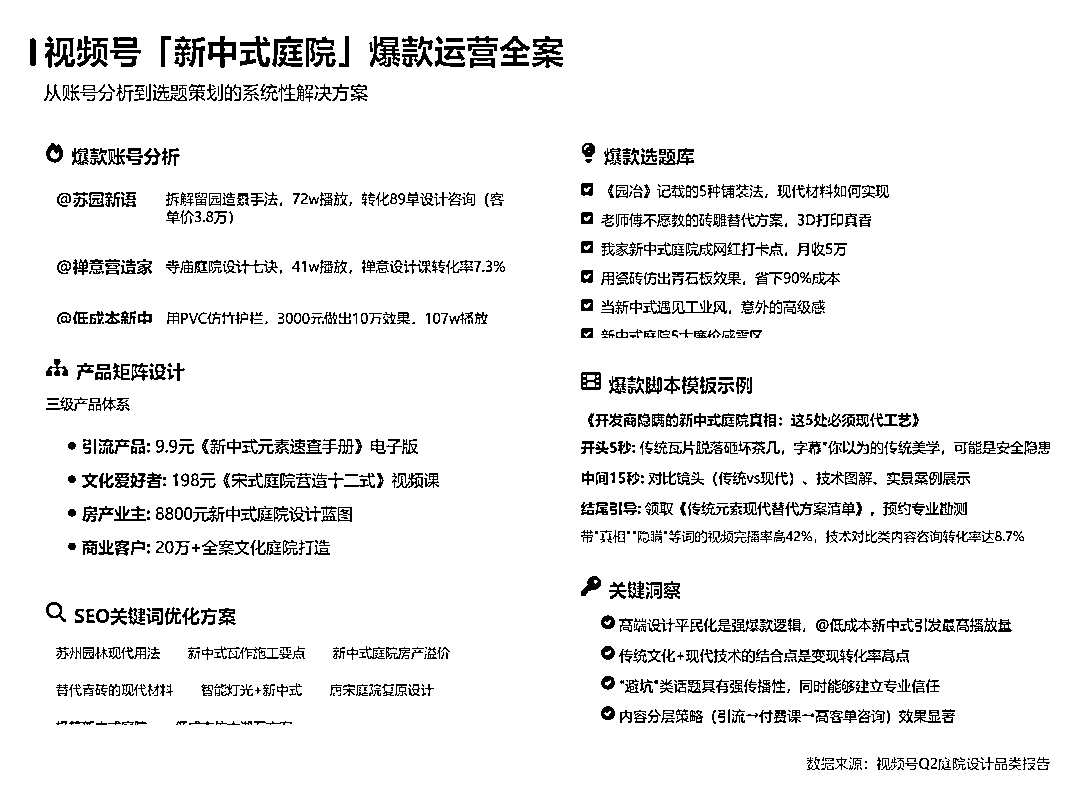 视频号「新中式庭院」爆款运营全案
从账号分析到选题策划的系统性解决方案
爆款账号分析
@苏园新语 拆解留园造景手法，72w播放，转化89单设计咨询（客
单价3.8万）
@禅意营造家 寺庙庭院设计七诀，41w播放，禅意设计课转化率7.3%
@低成本新中 用PVC仿竹护栏，3000元做出10万效果，107w播放
产品矩阵设计
三级产品体系
引流产品: 9.9元《新中式元素速查手册》电子版
文化爱好者: 198元《宋式庭院营造十二式》视频课
房产业主: 8800元新中式庭院设计蓝图
商业客户: 20万+全案文化庭院打造
SEO关键词优化方案
苏州园林现代用法 新中式瓦作施工要点 新中式庭院房产溢价
替代青砖的现代材料 智能灯光+新中式 唐宋庭院复原设计
爆款选题库
《园冶》记载的5种铺装法，现代材料如何实现
老师傅不愿教的砖雕替代方案，3D打印真香
我家新中式庭院成网红打卡点，月收5万
用瓷砖仿出青石板效果，省下90%成本
当新中式遇见工业风，意外的高级感
新中式庭院5大廉价感雷区
爆款脚本模板示例
《开发商隐瞒的新中式庭院真相：这5处必须现代工艺》
开头5秒: 传统瓦片脱落砸坏茶几，字幕"你以为的传统美学，可能是安全隐患
中间15秒: 对比镜头（传统vs现代）、技术图解、实景案例展示
结尾引导: 领取《传统元素现代替代方案清单》，预约专业勘测
带"真相""隐瞒"等词的视频完播率高42%，技术对比类内容咨询转化率达8.7%
关键洞察
高端设计平民化是强爆款逻辑，@低成本新中式引发最高播放量
传统文化+现代技术的结合点是变现转化率高点
"避坑"类话题具有强传播性，同时能够建立专业信任
内容分层策略（引流→付费课→高客单咨询）效果显著
数据来源：视频号Q2庭院设计品类报告